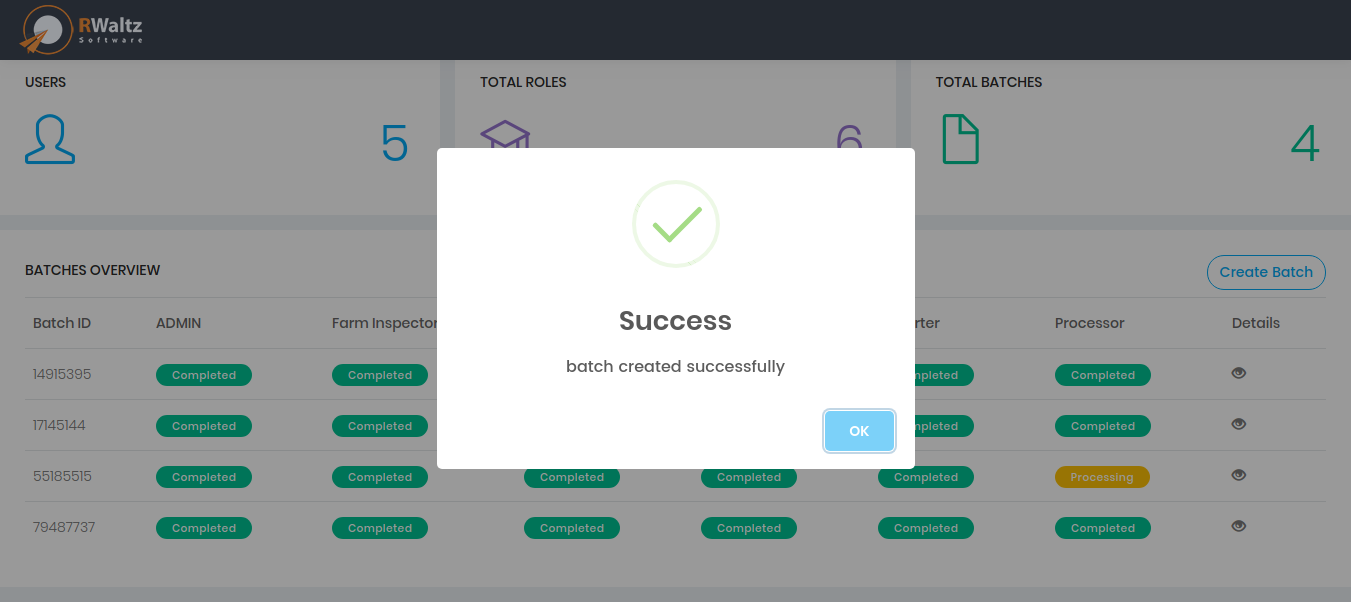 RWaltz
Software
USERS
TOTAL ROLES
TOTAL BATCHES
5
6
4
Success
batch created successfully
OK
BATCHES OVERVIEW
Create Batch
Batch ID ADMIN Farm Inspector rter Processor Details
14915395 Completed Completed mpleted Completed
17145144 Completed Completed mpleted Completed
55185515 Completed Completed Completed Completed Completed Processing
79487737 Completed Completed Completed Completed Completed Completed